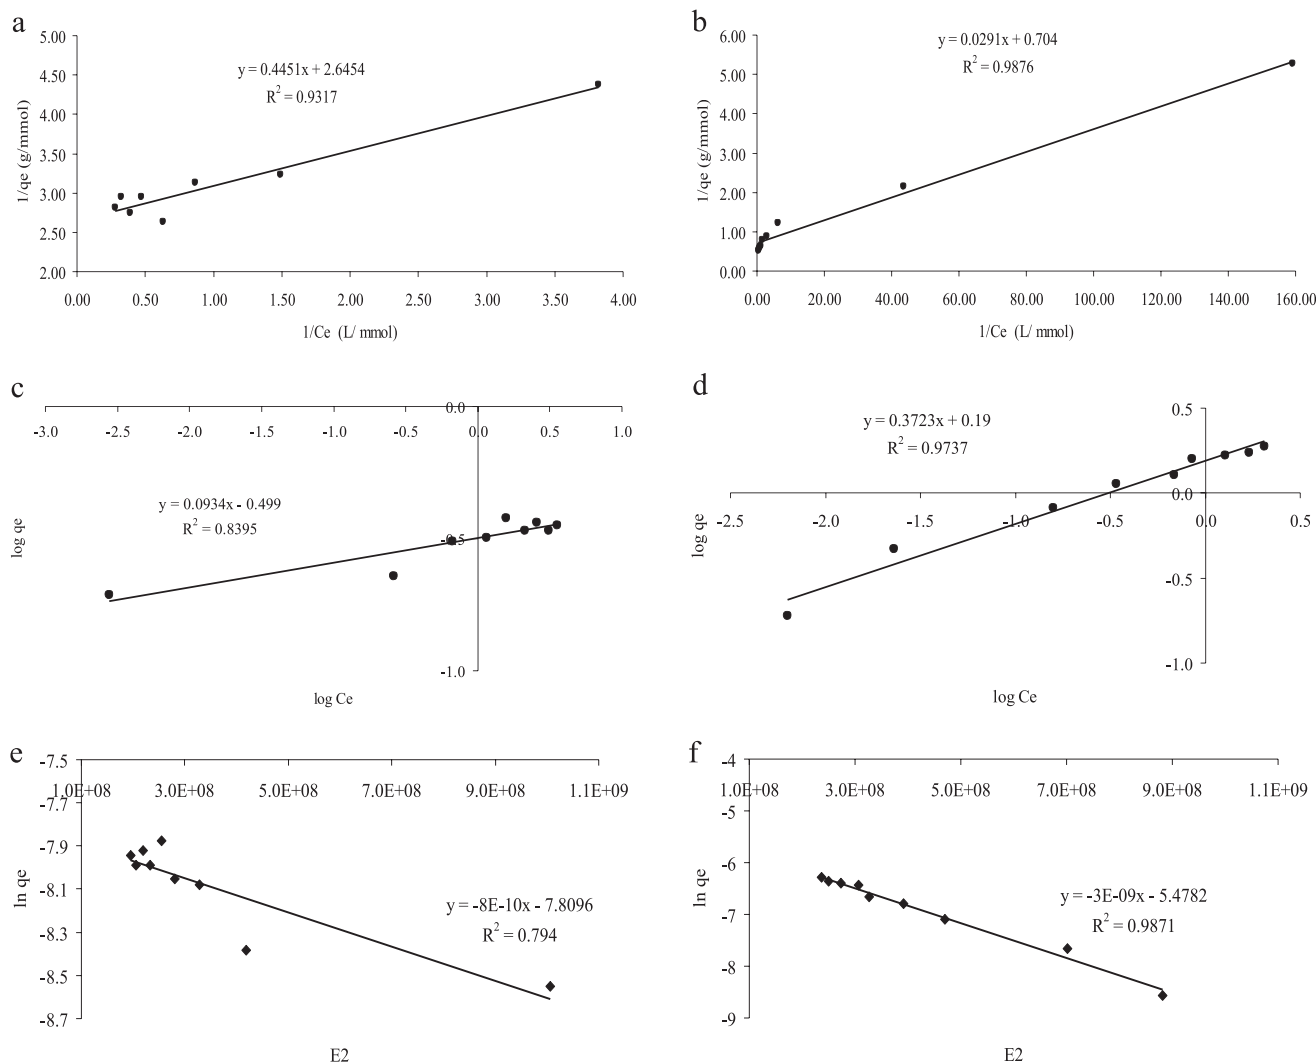 a
5.00
4.50
4.00
3.50
3.00
2.50
2.00
1/qe (g/mmol)
y = 0.4451x + 2.6454
R² = 0.9317
0.00 0.50 1.00 1.50 2.00 2.50 3.00 3.50 4.00
1/Ce (L/ mmol)
b
6.00
5.00
4.00
3.00
2.00
1.00
0.00
1/qe (g/mmol)
y = 0.0291x + 0.704
R² = 0.9876
0.00 20.00 40.00 60.00 80.00 100.00 120.00 140.00 160.00
1/Ce (L/ mmol)
c
0.0
-3.0 -2.5 -2.0 -1.5 -1.0 -0.5 0.0 0.5 1.0
y = 0.0934x - 0.499
R² = 0.8395
log qe
-0.5
-1.0
log Ce
d
0.5
y = 0.3723x + 0.19
R² = 0.9737
0.0
-2.5 -2.0 -1.5 -1.0 -0.5 0.0 0.5
log qe
-0.5
-1.0
log Ce
e
-7.5
1.0E+08 3.0E+08 5.0E+08 7.0E+08 9.0E+08 1.1E+09
-7.7
-7.9
-8.1
-8.3
-8.5
-8.7
ln qe
y = -8E-10x - 7.8096
R² = 0.794
E2
f
-4
1.0E+08 3.0E+08 5.0E+08 7.0E+08 9.0E+08 1.1E+09
-5
-6
-7
-8
-9
ln qe
y = -3E-09x - 5.4782
R² = 0.9871
E2